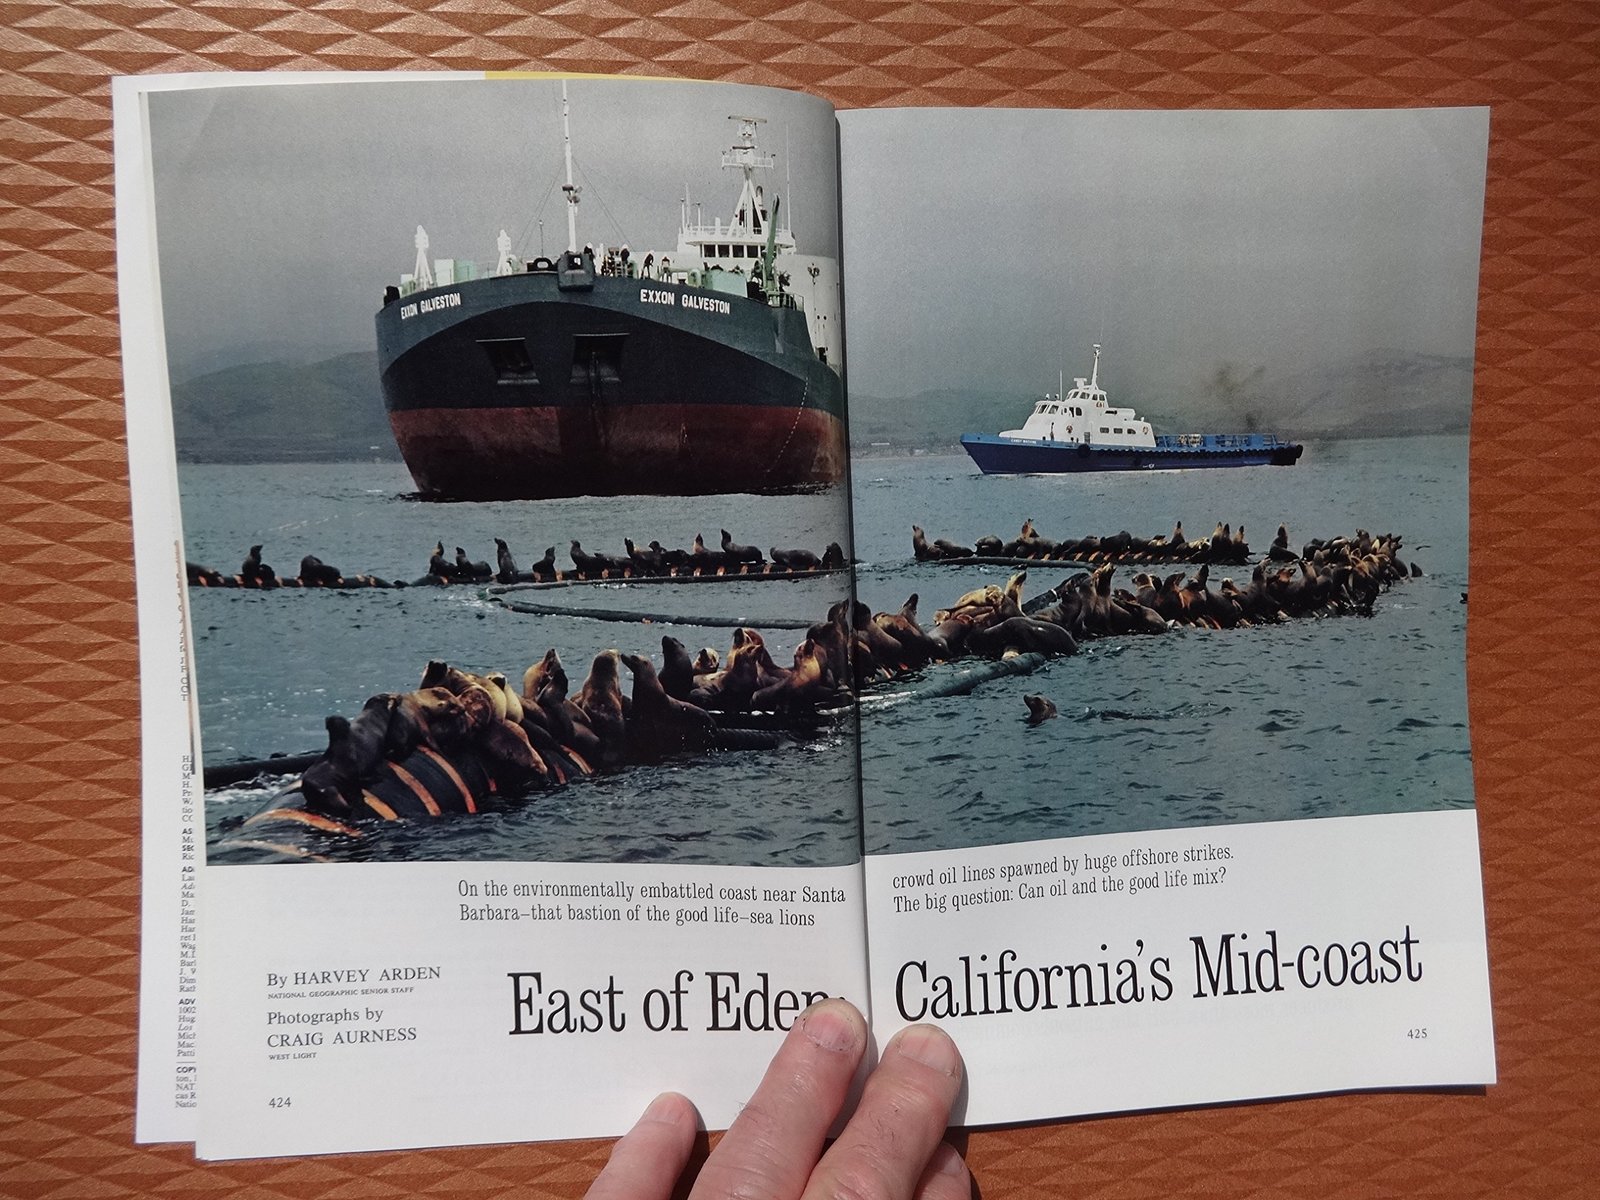 EXXON GALVESTON
EXXON GALVESTON
On the environmentally embattled coast near Santa
Barbara—that bastion of the good life—sea lions
crowd oil lines spawned by huge offshore strikes.
The big question: Can oil and the good life mix?
By HARVEY ARDEN
NATIONAL GEOGRAPHIC SENIOR STAFF
Photographs by
CRAIG AURNESS
WEST LIGHT
East of Eden:
California's Mid-coast
424
425